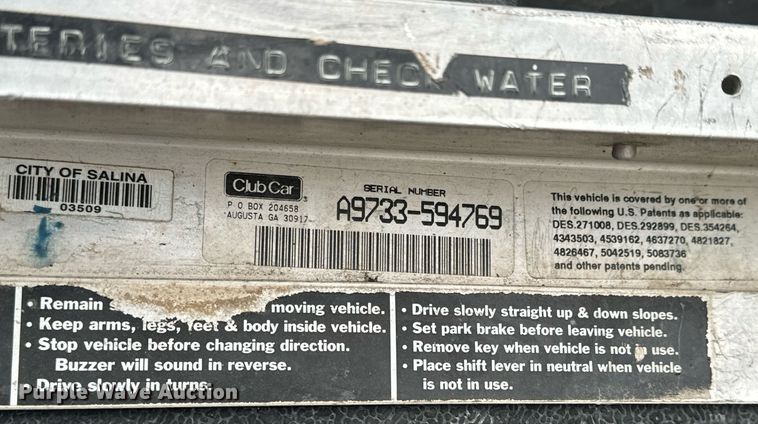 TERIES AND CHECK WATER
CITY OF SALINA
03509
Club Car
P O BOX 204658
AUGUSTA GA 30917
SERIAL NUMBER
A9733-594769
This vehicle is covered by one or more of
the following U.S. Patents as applicable:
DES.271008, DES.292899, DES.354264,
4343503, 4539162, 4637270, 4821827,
4826467, 5042519, 5083736
and other patents pending.
• Remain moving vehicle.
• Keep arms, legs, feet & body inside vehicle.
• Stop vehicle before changing direction.
Buzzer will sound in reverse.
• Drive slowly in turns.
• Drive slowly straight up & down slopes.
• Set park brake before leaving vehicle.
• Remove key when vehicle is not in use.
• Place shift lever in neutral when vehicle
is not in use.
Purple Wave Auction